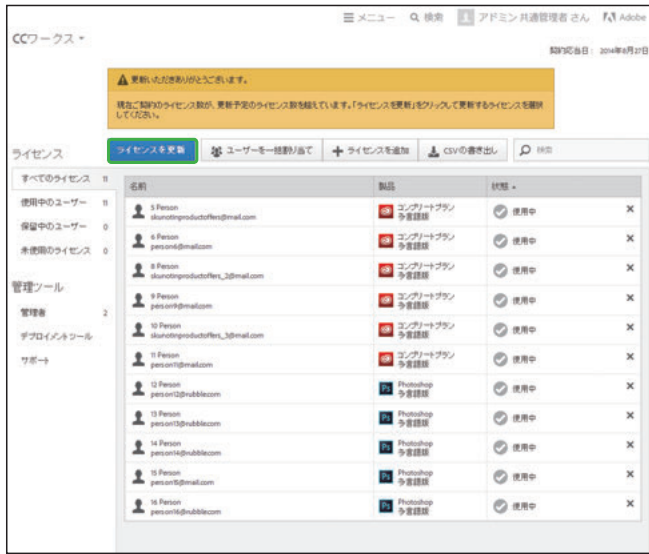 メニュー 検索 アドミン 共通管理者 さん Adobe
CCワークス
契約応当日: 2014年8月27日
更新いただきありがとうございます。
現在ご契約のライセンス数が、更新予定のライセンス数を超えています。「ライセンスを更新」をクリックして更新するライセンスを選択
してください。
ライセンス
ライセンスを更新 ユーザーを一括割り当て ライセンスを追加 CSVの書き出し 検索
すべてのライセンス 11
使用中のユーザー 11
保留中のユーザー 0
未使用のライセンス 0
管理ツール
管理者 2
デプロイメントツール
サポート
名前 製品 状態
5 Person
skunotinproductoffers@mail.com
コンプリートプラン
多言語版
使用中
6 Person
person6@mail.com
コンプリートプラン
多言語版
使用中
8 Person
skunotinproductoffers_2@mail.com
コンプリートプラン
多言語版
使用中
9 Person
person9@mail.com
コンプリートプラン
多言語版
使用中
10 Person
skunotinproductoffers_3@mail.com
コンプリートプラン
多言語版
使用中
11 Person
person11@mail.com
コンプリートプラン
多言語版
使用中
12 Person
person12@rubble.com
Ps Photoshop
多言語版
使用中
13 Person
person13@rubble.com
Ps Photoshop
多言語版
使用中
14 Person
person14@rubble.com
Ps Photoshop
多言語版
使用中
15 Person
person15@mail.com
Ps Photoshop
多言語版
使用中
16 Person
person16@rubble.com
Ps Photoshop
多言語版
使用中